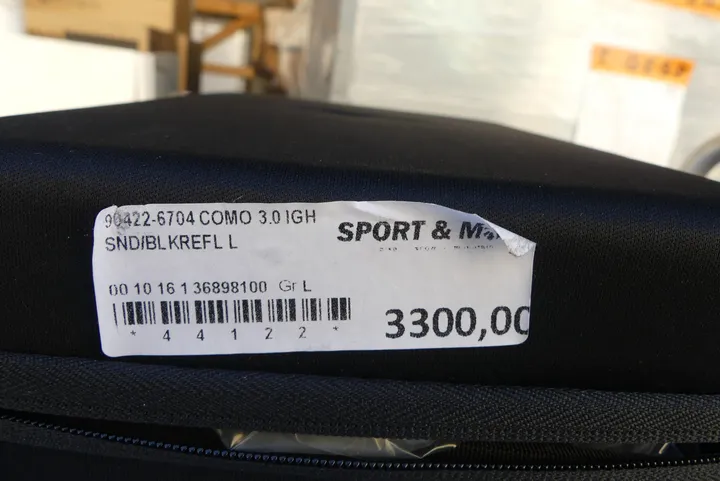 90422-6704 COMO 3.0 IGH
SND/BLKREFL L
SPORT &
00 10 16 1 36898100 Gr L
* 4 4 1 2 2 *
3300,00